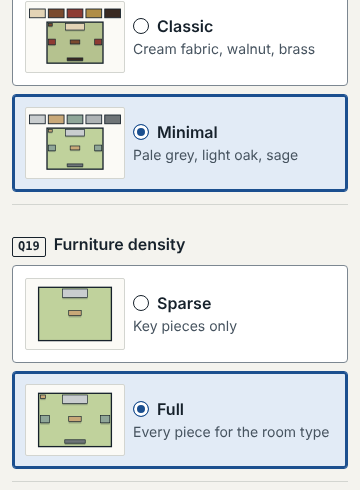 Classic
Cream fabric, walnut, brass
Minimal
Pale grey, light oak, sage
Q19 Furniture density
Sparse
Key pieces only
Full
Every piece for the room type